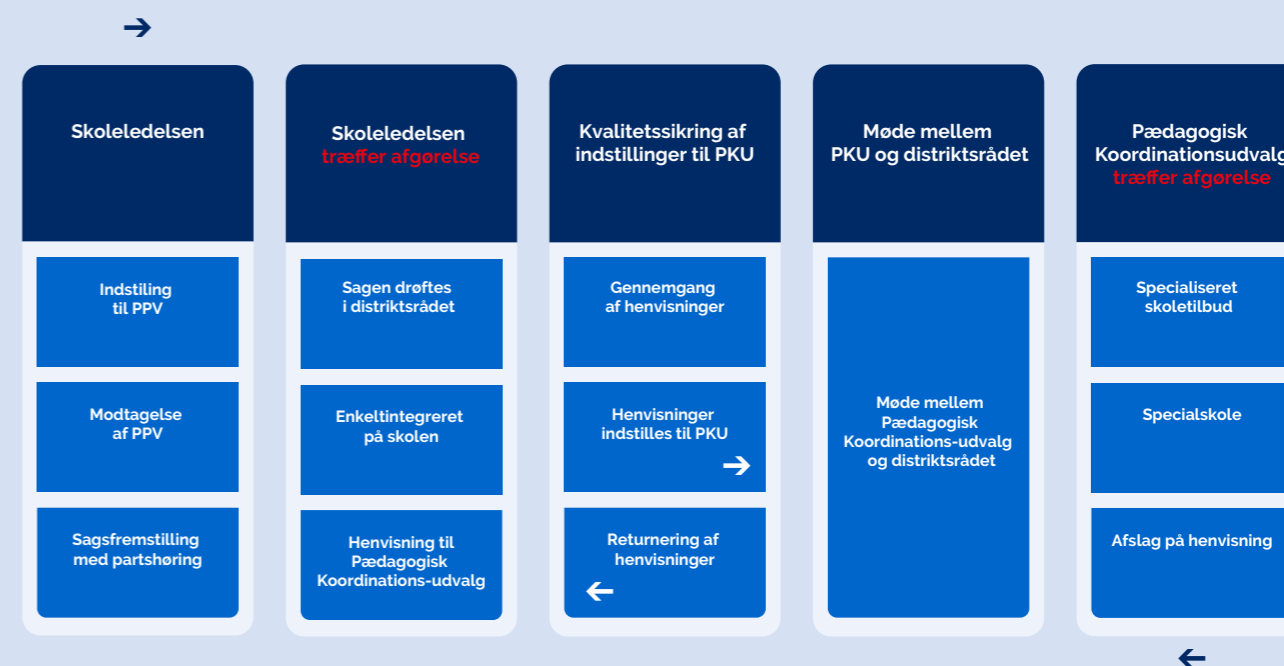 Skoleledelsen
Indstiling
til PPV
Modtagelse
af PPV
Sagsfremstilling
med partshøring
Skoleledelsen
træffer afgørelse
Sagen drøftes
i distriktsrådet
Enkeltintegreret
på skolen
Henvisning til
Pædagogisk
Koordinations-udvalg
Kvalitetssikring af
indstillinger til PKU
Gennemgang
af henvisninger
Henvisninger
indstilles til PKU
Returnering af
henvisninger
Møde mellem
PKU og distriktsrådet
Møde mellem
Pædagogisk
Koordinations-udvalg
og distriktsrådet
Pædagogisk
Koordinationsudvalg
træffer afgørelse
Specialiseret
skoletilbud
Specialskole
Afslag på henvisning